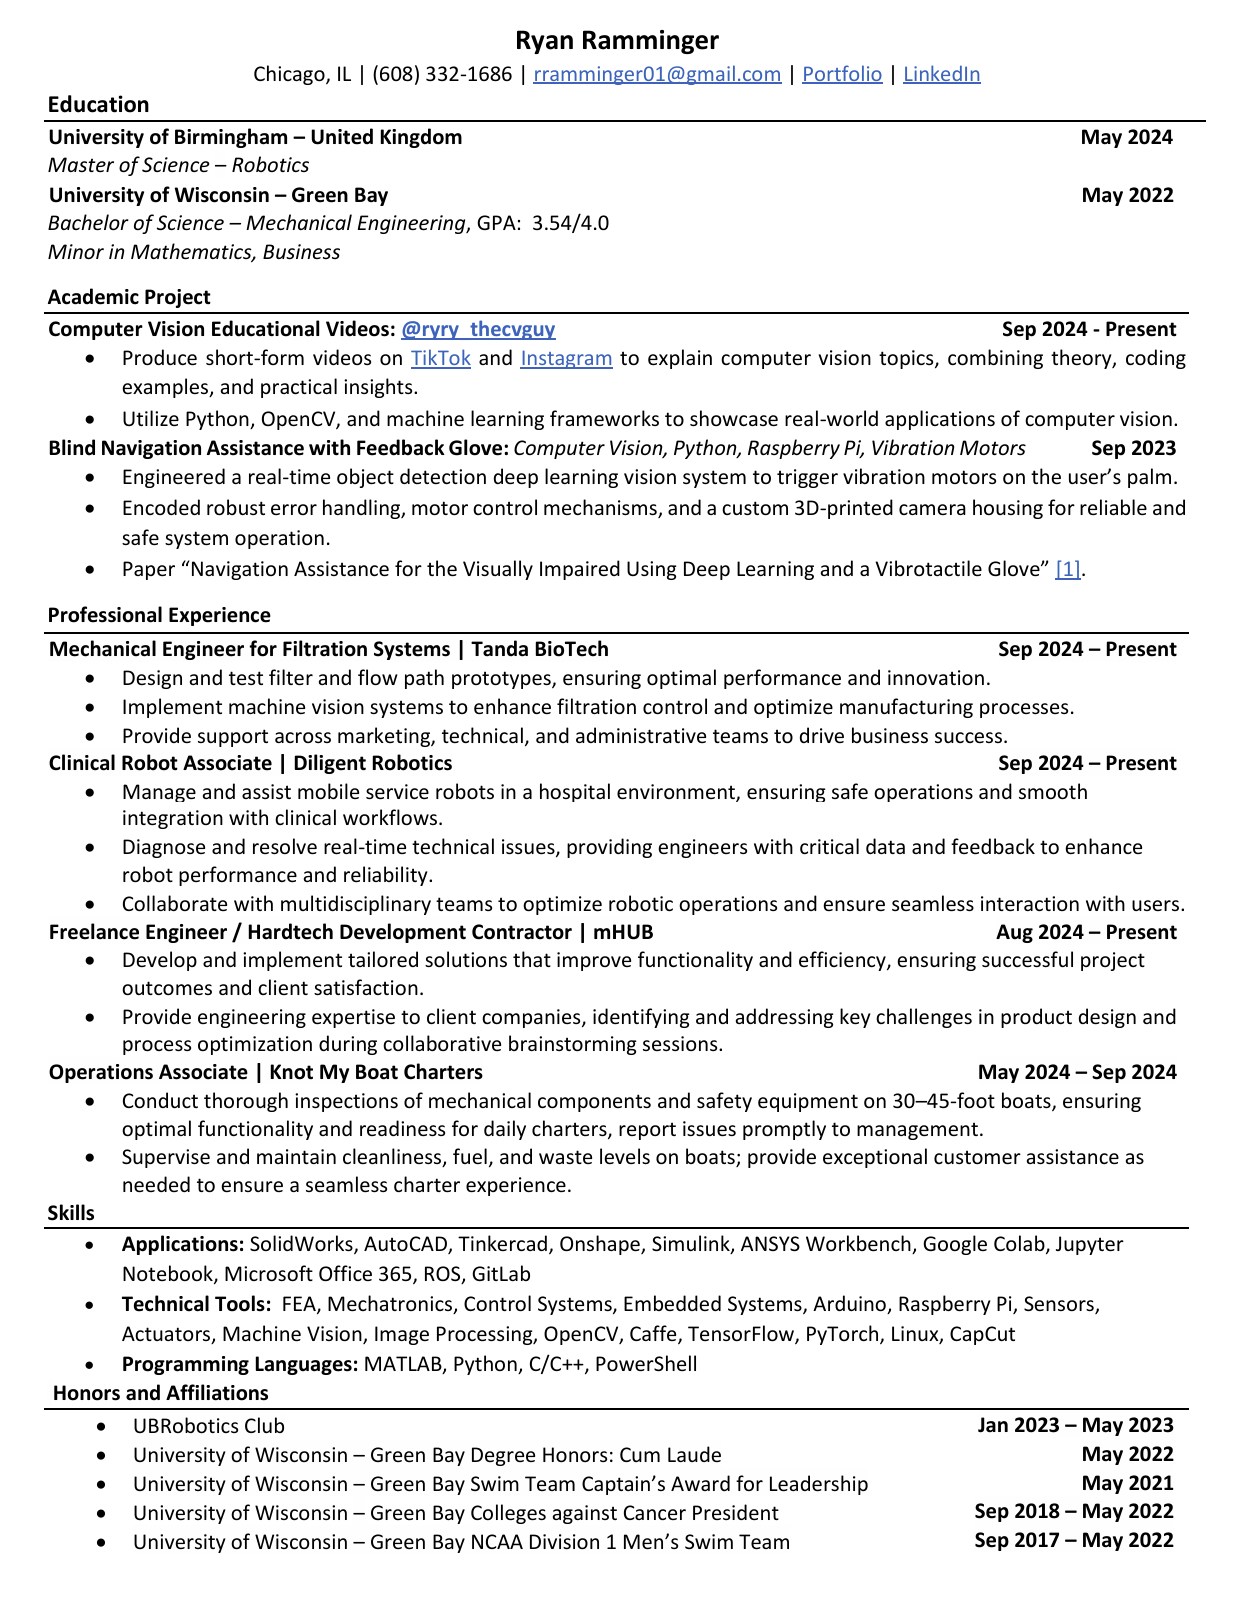 Ryan Ramminger
Chicago, IL | (608) 332-1686 | rramminger01@gmail.com | Portfolio | LinkedIn
Education
University of Birmingham – United Kingdom May 2024
Master of Science – Robotics
University of Wisconsin – Green Bay May 2022
Bachelor of Science – Mechanical Engineering, GPA: 3.54/4.0
Minor in Mathematics, Business
Academic Project
Computer Vision Educational Videos: @ryry_thecvguy Sep 2024 - Present
• Produce short-form videos on TikTok and Instagram to explain computer vision topics, combining theory, coding
examples, and practical insights.
• Utilize Python, OpenCV, and machine learning frameworks to showcase real-world applications of computer vision.
Blind Navigation Assistance with Feedback Glove: Computer Vision, Python, Raspberry Pi, Vibration Motors Sep 2023
• Engineered a real-time object detection deep learning vision system to trigger vibration motors on the user’s palm.
• Encoded robust error handling, motor control mechanisms, and a custom 3D-printed camera housing for reliable and
safe system operation.
• Paper “Navigation Assistance for the Visually Impaired Using Deep Learning and a Vibrotactile Glove” [1].
Professional Experience
Mechanical Engineer for Filtration Systems | Tanda BioTech Sep 2024 – Present
• Design and test filter and flow path prototypes, ensuring optimal performance and innovation.
• Implement machine vision systems to enhance filtration control and optimize manufacturing processes.
• Provide support across marketing, technical, and administrative teams to drive business success.
Clinical Robot Associate | Diligent Robotics Sep 2024 – Present
• Manage and assist mobile service robots in a hospital environment, ensuring safe operations and smooth
integration with clinical workflows.
• Diagnose and resolve real-time technical issues, providing engineers with critical data and feedback to enhance
robot performance and reliability.
• Collaborate with multidisciplinary teams to optimize robotic operations and ensure seamless interaction with users.
Freelance Engineer / Hardtech Development Contractor | mHUB Aug 2024 – Present
• Develop and implement tailored solutions that improve functionality and efficiency, ensuring successful project
outcomes and client satisfaction.
• Provide engineering expertise to client companies, identifying and addressing key challenges in product design and
process optimization during collaborative brainstorming sessions.
Operations Associate | Knot My Boat Charters May 2024 – Sep 2024
• Conduct thorough inspections of mechanical components and safety equipment on 30–45-foot boats, ensuring
optimal functionality and readiness for daily charters, report issues promptly to management.
• Supervise and maintain cleanliness, fuel, and waste levels on boats; provide exceptional customer assistance as
needed to ensure a seamless charter experience.
Skills
• Applications: SolidWorks, AutoCAD, Tinkercad, Onshape, Simulink, ANSYS Workbench, Google Colab, Jupyter
Notebook, Microsoft Office 365, ROS, GitLab
• Technical Tools: FEA, Mechatronics, Control Systems, Embedded Systems, Arduino, Raspberry Pi, Sensors,
Actuators, Machine Vision, Image Processing, OpenCV, Caffe, TensorFlow, PyTorch, Linux, CapCut
• Programming Languages: MATLAB, Python, C/C++, PowerShell
Honors and Affiliations
• UBRobotics Club Jan 2023 – May 2023
• University of Wisconsin – Green Bay Degree Honors: Cum Laude May 2022
• University of Wisconsin – Green Bay Swim Team Captain’s Award for Leadership May 2021
• University of Wisconsin – Green Bay Colleges against Cancer President Sep 2018 – May 2022
• University of Wisconsin – Green Bay NCAA Division 1 Men’s Swim Team Sep 2017 – May 2022